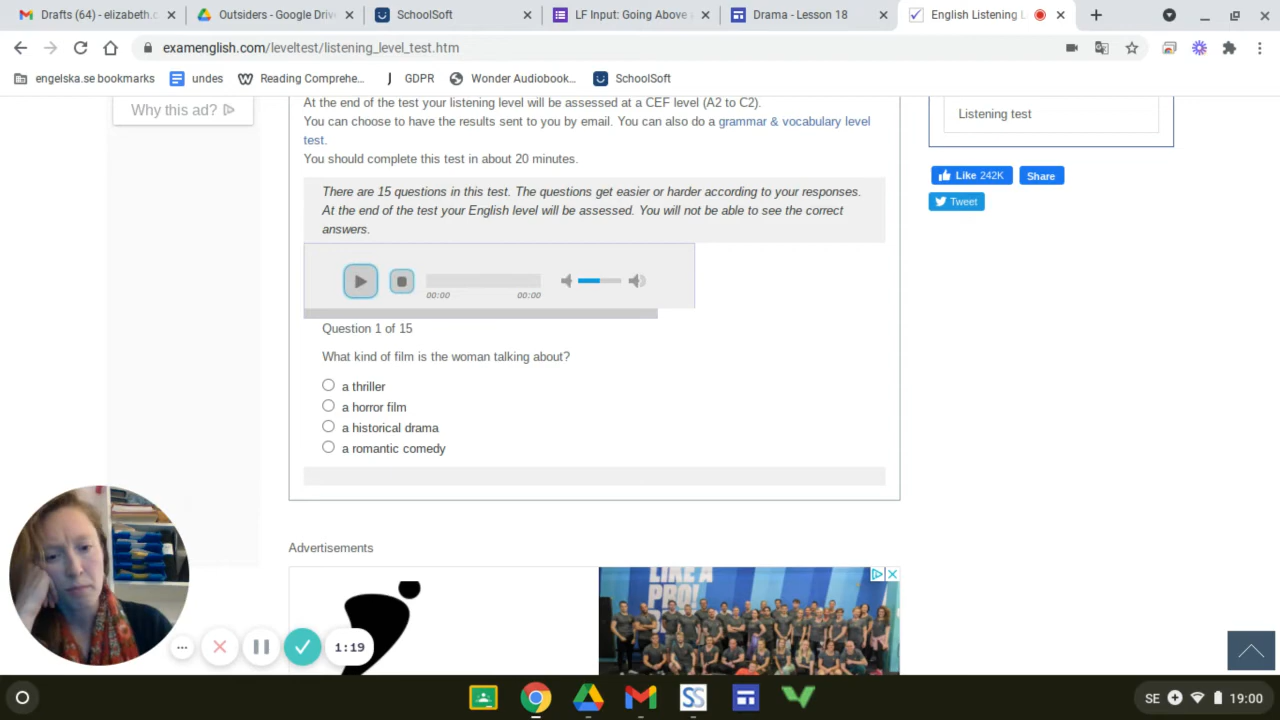 Drafts (64) - elizabeth.c
Outsiders - Google Drive
SchoolSoft
LF Input: Going Above
Drama - Lesson 18
English Listening L
examenglish.com/leveltest/listening_level_test.htm
engelska.se bookmarks
undes
Reading Comprehe...
GDPR
Wonder Audiobook...
SchoolSoft
Why this ad?
At the end of the test your listening level will be assessed at a CEF level (A2 to C2).
You can choose to have the results sent to you by email. You can also do a grammar & vocabulary level
test.
You should complete this test in about 20 minutes.
There are 15 questions in this test. The questions get easier or harder according to your responses.
At the end of the test your English level will be assessed. You will not be able to see the correct
answers.
00:00
00:00
Question 1 of 15
What kind of film is the woman talking about?
a thriller
a horror film
a historical drama
a romantic comedy
Listening test
Like 242K
Share
Tweet
Advertisements
LIKE A
PRO!
1:19
SE
19:00